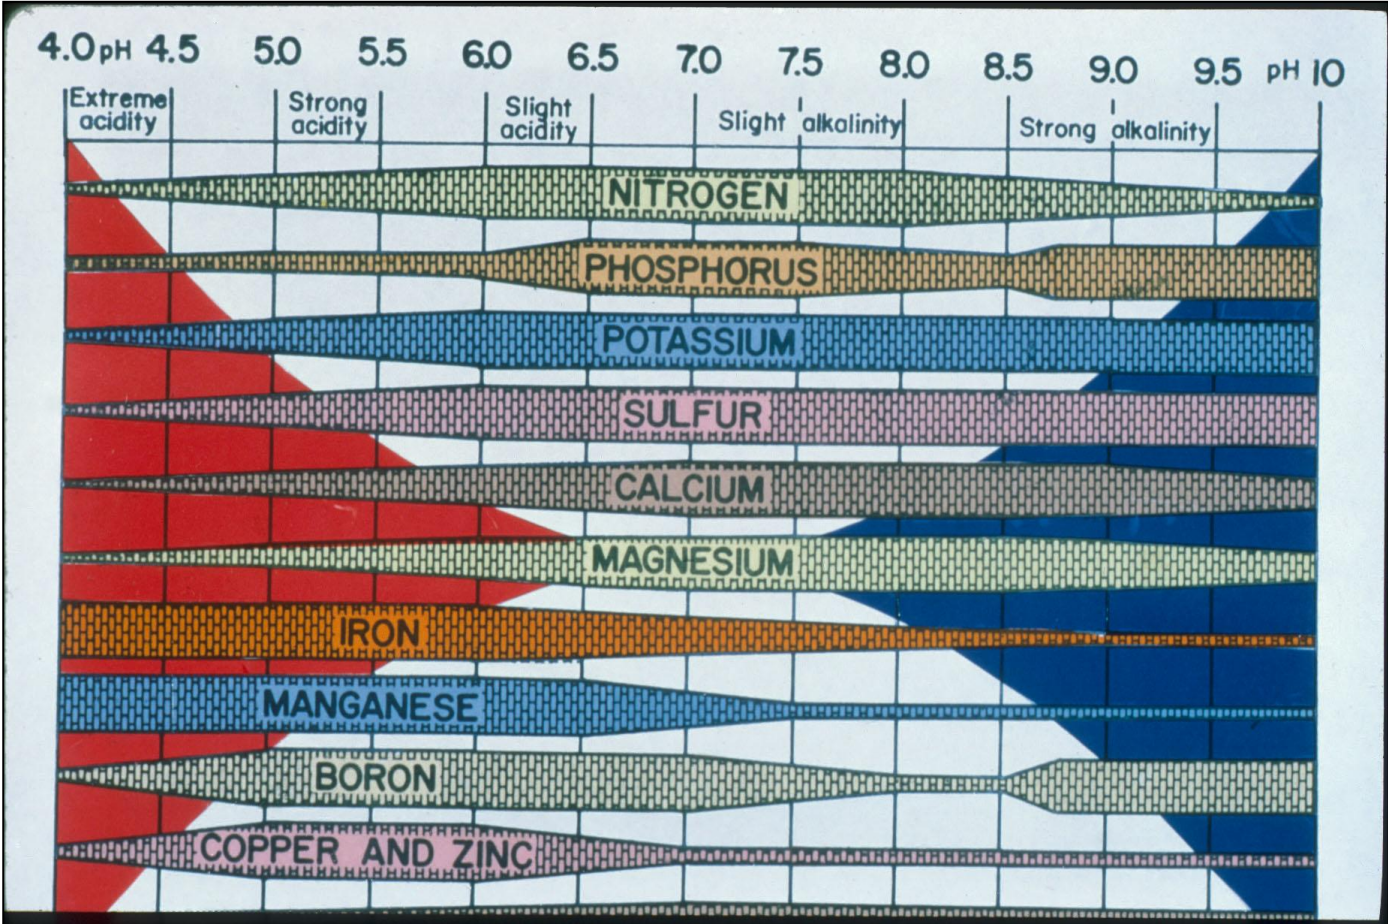 4.0 pH 4.5 5.0 5.5 6.0 6.5 7.0 7.5 8.0 8.5 9.0 9.5 pH 10
Extreme
acidity
Strong
acidity
Slight
acidity
Slight alkalinity
Strong alkalinity
NITROGEN
PHOSPHORUS
POTASSIUM
SULFUR
CALCIUM
MAGNESIUM
IRON
MANGANESE
BORON
COPPER AND ZINC